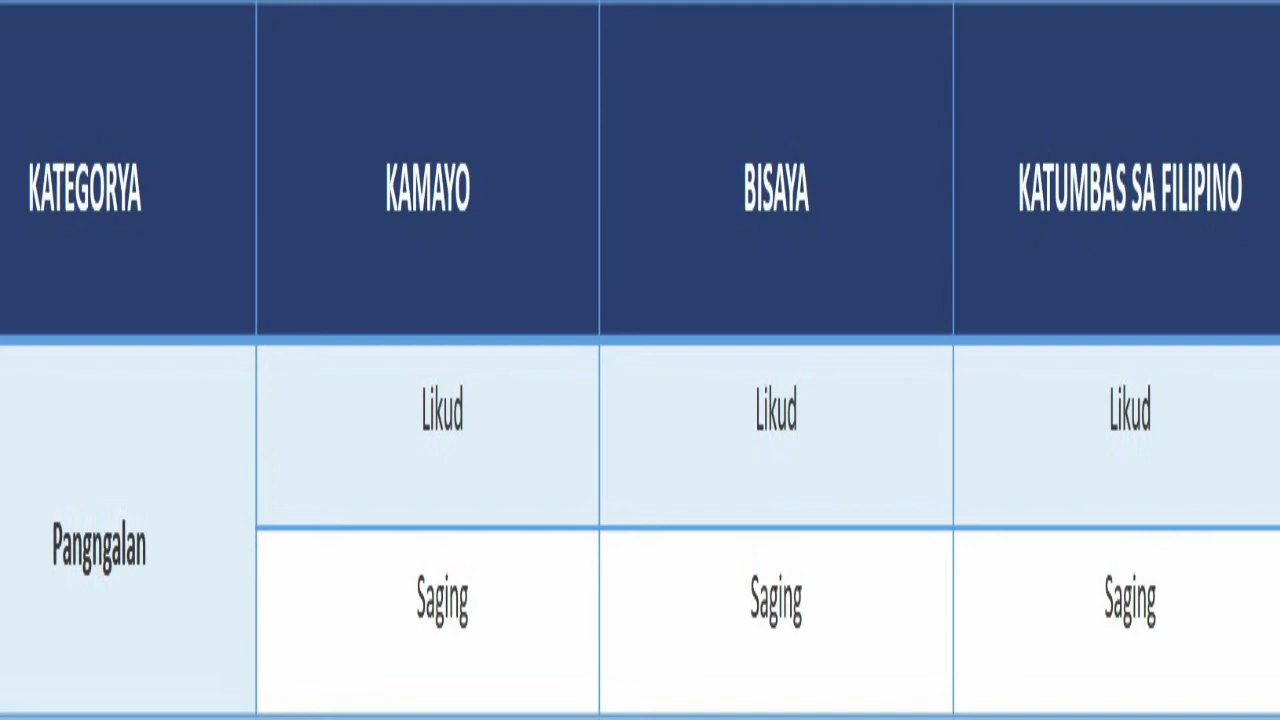 KATEGORYA KAMAYO BISAYA KATUMBAS SA FILIPINO
Likud Likud Likud
Pangngalan
Saging Saging Saging